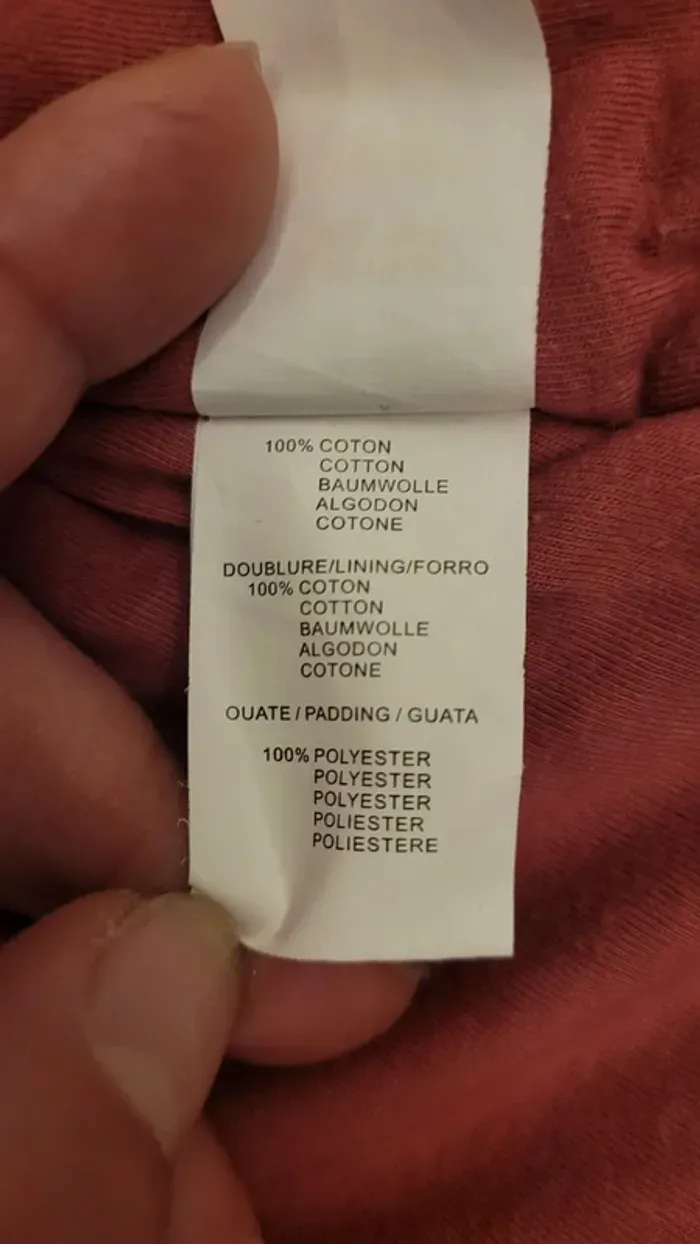 100% COTON
COTTON
BAUMWOLLE
ALGODON
COTONE
DOUBLURE/LINING/FORRO
100% COTON
COTTON
BAUMWOLLE
ALGODON
COTONE
OUATE / PADDING / GUATA
100% POLYESTER
POLYESTER
POLYESTER
POLIESTER
POLIESTERE